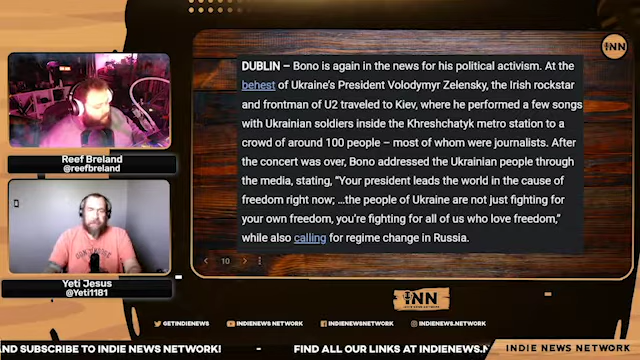 INN
DUBLIN – Bono is again in the news for his political activism. At the
behest of Ukraine's President Volodymyr Zelensky, the Irish rockstar
and frontman of U2 traveled to Kiev, where he performed a few songs
with Ukrainian soldiers inside the Khreshchatyk metro station to a
crowd of around 100 people – most of whom were journalists. After
the concert was over, Bono addressed the Ukrainian people through
the media, stating, “Your president leads the world in the cause of
freedom right now; …the people of Ukraine are not just fighting for
your own freedom, you're fighting for all of us who love freedom,”
while also calling for regime change in Russia.
10
Reef Breland
@reefbreland
Yeti Jesus
@Yeti1181
INN
INDIE NEWS NETWORK
GETINDIENEWS
INDIENEWS NETWORK
INDIENEWSNETWORK
INDIENEWS.NETWORK
AND SUBSCRIBE TO INDIE NEWS NETWORK! - FIND ALL OUR LINKS AT INDIENEWS.N
INDIE NEWS NETWORK